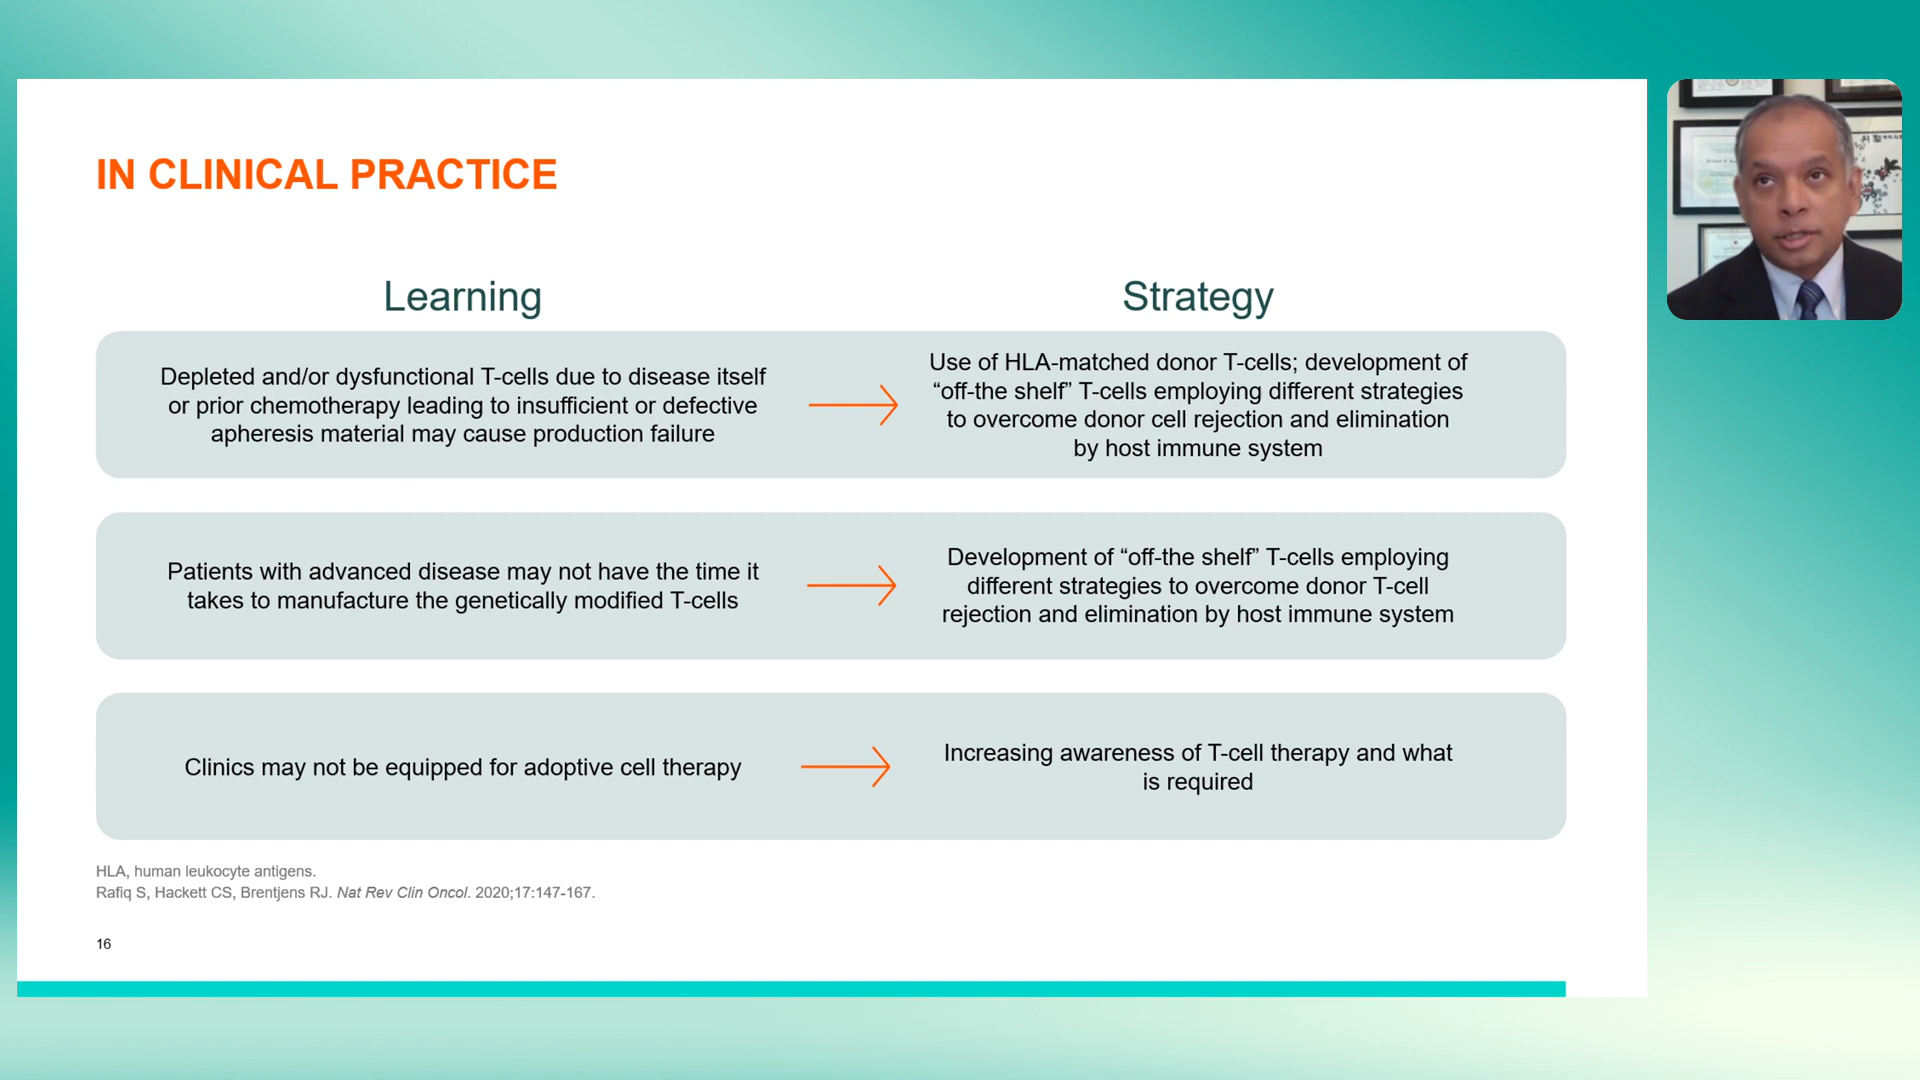 IN CLINICAL PRACTICE
Learning
Strategy
Depleted and/or dysfunctional T-cells due to disease itself
or prior chemotherapy leading to insufficient or defective
apheresis material may cause production failure
Use of HLA-matched donor T-cells; development of
“off-the shelf” T-cells employing different strategies
to overcome donor cell rejection and elimination
by host immune system
Patients with advanced disease may not have the time it
takes to manufacture the genetically modified T-cells
Development of “off-the shelf” T-cells employing
different strategies to overcome donor T-cell
rejection and elimination by host immune system
Clinics may not be equipped for adoptive cell therapy
Increasing awareness of T-cell therapy and what
is required
HLA, human leukocyte antigens.
Rafiq S, Hackett CS, Brentjens RJ. Nat Rev Clin Oncol. 2020;17:147-167.
16